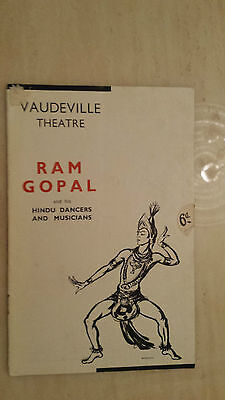 VAUDEVILLE
THEATRE
RAM
GOPAL
and his
HINDU DANCERS
AND MUSICIANS
6d